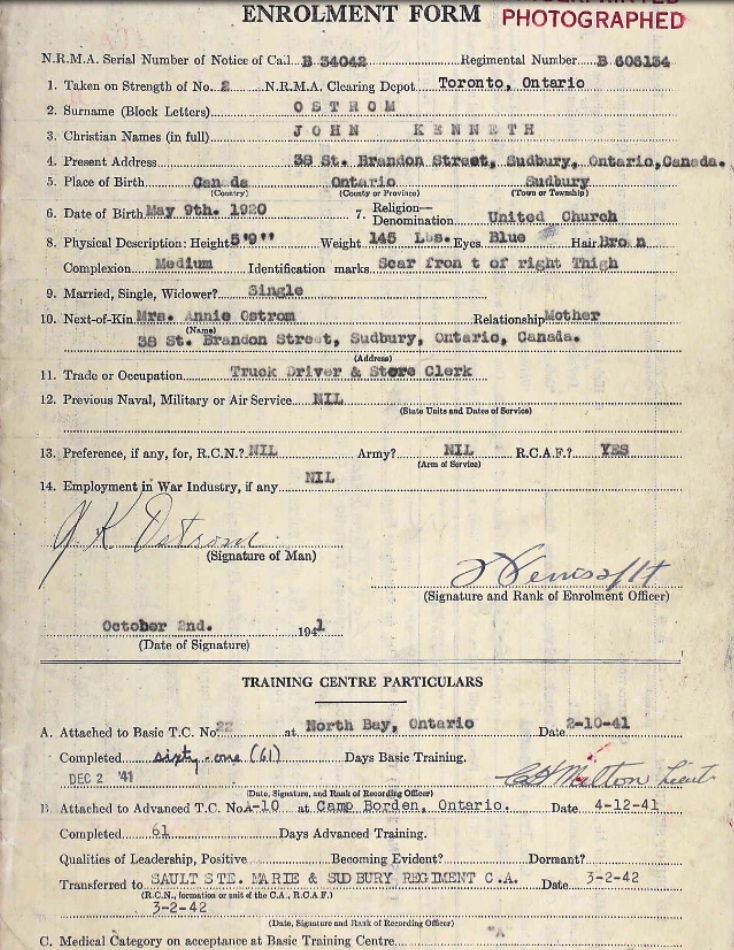 ENROLMENT FORM
PHOTOGRAPHED
N.R.M.A. Serial Number of Notice of Call B 34042 Regimental Number B 606134
1. Taken on Strength of No. 2 N.R.M.A. Clearing Depot Toronto, Ontario
2. Surname (Block Letters) OSTROM
3. Christian Names (in full) JOHN KENNETH
4. Present Address 38 St. Brandon Street, Sudbury, Ontario, Canada.
5. Place of Birth Canada Ontario Sudbury
(Country) (County or Province) (Town or Township)
6. Date of Birth May 9th. 1920 7. Religion— Denomination United Church
8. Physical Description: Height 5'9" Weight 145 Lbs. Eyes Blue Hair Bro n
Complexion Medium Identification marks Scar fron t of right Thigh
9. Married, Single, Widower? Single
10. Next-of-Kin Mrs. Annie Ostrom Relationship Mother
(Name)
38 St. Brandon Street, Sudbury, Ontario, Canada.
(Address)
11. Trade or Occupation Truck Driver & Store Clerk
12. Previous Naval, Military or Air Service NIL
(State Units and Dates of Service)
13. Preference, if any, for, R.C.N.? NIL Army? NIL R.C.A.F.? YES
(Arm of Service)
14. Employment in War Industry, if any NIL
J K Ostrom
(Signature of Man)
(Signature and Rank of Enrolment Officer)
October 2nd. 1941
(Date of Signature)
TRAINING CENTRE PARTICULARS
A. Attached to Basic T.C. No. 22 at North Bay, Ontario Date 2-10-41
Completed sixty-one (61) Days Basic Training.
DEC 2 '41 Milton Lieut
(Date, Signature, and Rank of Recording Officer)
B. Attached to Advanced T.C. No. A-10 at Camp Borden, Ontario. Date 4-12-41
Completed 61 Days Advanced Training.
Qualities of Leadership, Positive Becoming Evident? Dormant?
Transferred to SAULT STE. MARIE & SUDBURY REGIMENT C.A. Date 3-2-42
(R.C.N., formation or unit of the C.A., R.C.A.F.)
3-2-42
(Date, Signature and Rank of Recording Officer)
C. Medical Category on acceptance at Basic Training Centre "A